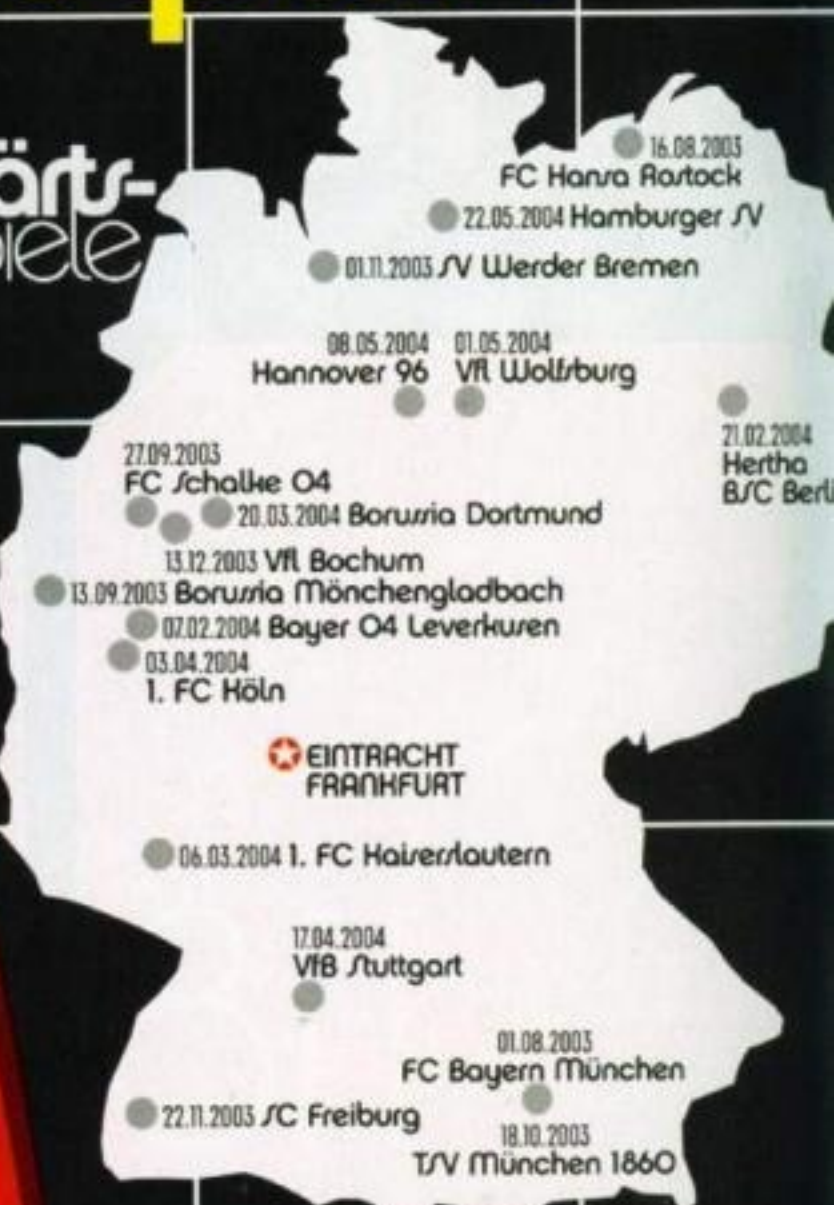 ärts-
iele
16.08.2003
FC Hansa Rostock
22.05.2004 Hamburger SV
01.11.2003 SV Werder Bremen
08.05.2004
Hannover 96
01.05.2004
Vfl Wolfsburg
21.02.2004
Hertha
BSC Berli
27.09.2003
FC Schalke 04
20.03.2004 Borussia Dortmund
13.12.2003 Vfl Bochum
13.09.2003 Borussia Mönchengladbach
07.02.2004 Bayer 04 Leverkusen
03.04.2004
1. FC Köln
EINTRACHT
FRANKFURT
06.03.2004 1. FC Kaiserslautern
17.04.2004
VfB Stuttgart
01.08.2003
FC Bayern München
22.11.2003 SC Freiburg
18.10.2003
TSV München 1860